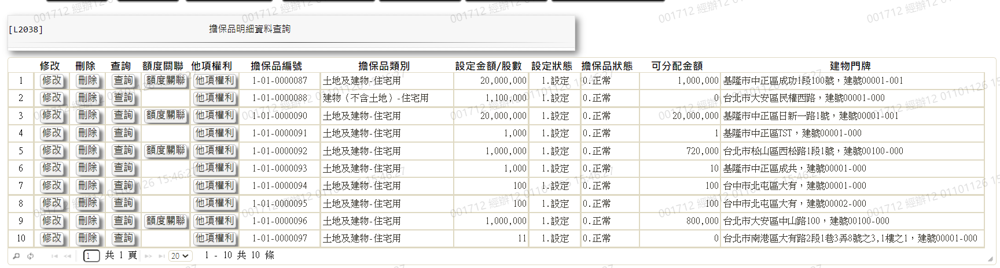 001712 經辦12
[L2038] 擔保品明細資料查詢
修改 刪除 查詢 額度關聯 他項權利 擔保品編號 擔保品類別 設定金額/股數 設定狀態 擔保品狀態 可分配金額 建物門牌
1 修改 刪除 查詢 額度關聯 他項權利 1-01-0000087 土地及建物-住宅用 20,000,000 1.設定 0.正常 1,000,000 基隆市中正區成功1段100號，建號00001-001
2 修改 刪除 查詢 他項權利 1-01-0000088 建物（不含土地）-住宅用 1,100,000 1.設定 0.正常 0 台北市大安區民權西路，建號00001-000
3 修改 刪除 查詢 額度關聯 他項權利 1-01-0000090 土地及建物-住宅用 20,000,000 1.設定 0.正常 20,000,000 基隆市中正區日新一路1號，建號00001-001
4 修改 刪除 查詢 他項權利 1-01-0000091 土地及建物-住宅用 1,000 1.設定 0.正常 1 基隆市中正區TST，建號00001-000
5 修改 刪除 查詢 額度關聯 他項權利 1-01-0000092 土地及建物-住宅用 1,000,000 1.設定 0.正常 720,000 台北市松山區西松路1段1號，建號00100-000
6 修改 刪除 查詢 他項權利 1-01-0000093 土地及建物-住宅用 1,000 1.設定 0.正常 10 基隆市中正區成共，建號00001-000
7 修改 刪除 查詢 他項權利 1-01-0000094 土地及建物-住宅用 100 1.設定 0.正常 100 台中市北屯區大有，建號00001-000
8 修改 刪除 查詢 他項權利 1-01-0000095 土地及建物-住宅用 100 1.設定 0.正常 100 台中市北屯區大有，建號00002-000
9 修改 刪除 查詢 額度關聯 他項權利 1-01-0000096 土地及建物-住宅用 1,000,000 1.設定 0.正常 800,000 台北市大安區中山路100，建號00100-000
10 修改 刪除 查詢 他項權利 1-01-0000097 土地及建物-住宅用 11 1.設定 0.正常 0 台北市南港區大有路2段1巷3弄8號之3,1樓之1，建號00001-000
001712 經辦12 01101126 15:46:27
1 共 1 頁 20 1 - 10 共 10 條